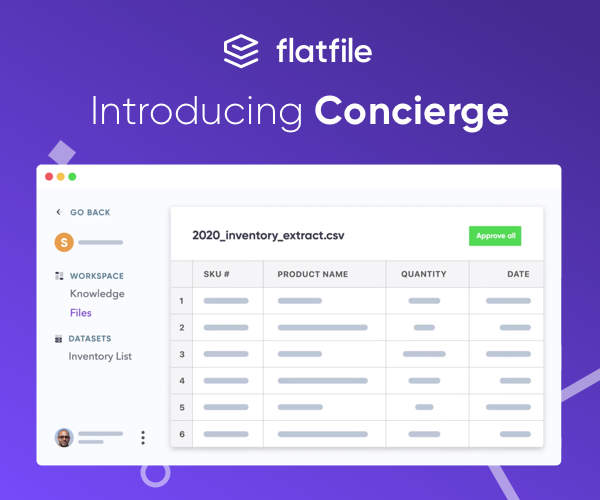 flatfile
Introducing Concierge
GO BACK
S
WORKSPACE
Knowledge
Files
DATASETS
Inventory List
2020_inventory_extract.csv
Approve all
SKU # PRODUCT NAME QUANTITY DATE
1
2
3
4
5
6